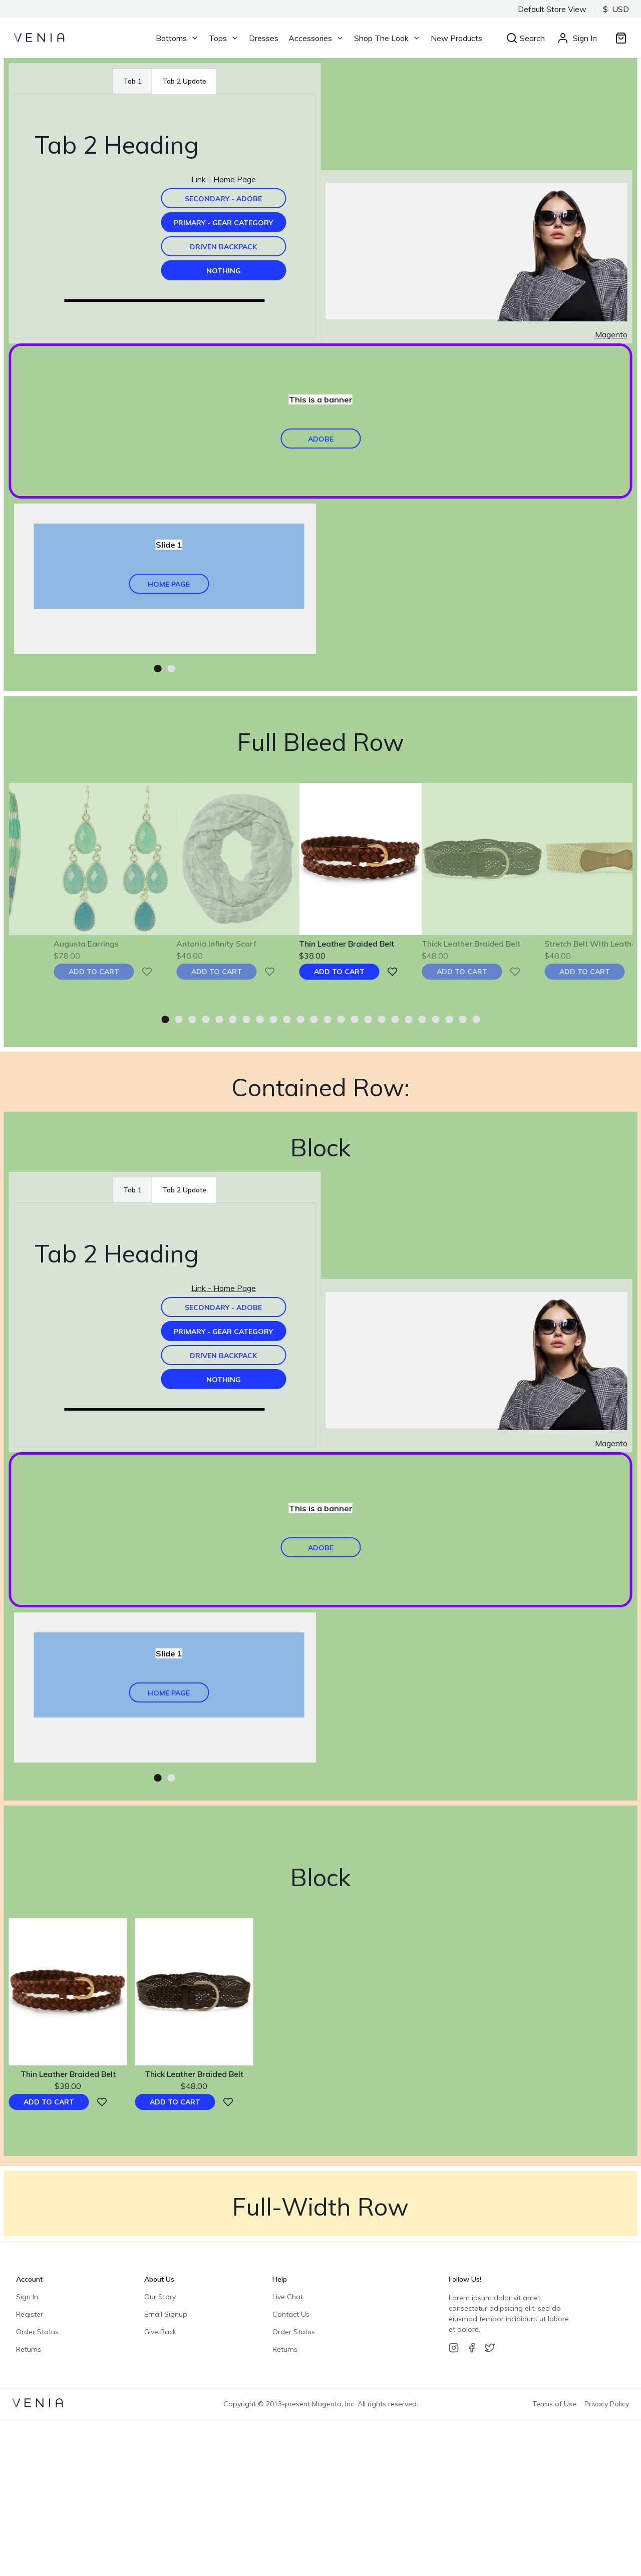 Default Store View
$ USD
VENIA
Bottoms
Tops
Dresses
Accessories
Shop The Look
New Products
Search
Sign In
Tab 1
Tab 2 Update
Tab 2 Heading
Link - Home Page
SECONDARY - ADOBE
PRIMARY - GEAR CATEGORY
DRIVEN BACKPACK
NOTHING
Magento
This is a banner
ADOBE
Slide 1
HOME PAGE
Full Bleed Row
Augusta Earrings
$78.00
ADD TO CART
Antonia Infinity Scarf
$48.00
ADD TO CART
Thin Leather Braided Belt
$38.00
ADD TO CART
Thick Leather Braided Belt
$48.00
ADD TO CART
Stretch Belt With Leath
$48.00
ADD TO CART
Contained Row:
Block
Tab 1
Tab 2 Update
Tab 2 Heading
Link - Home Page
SECONDARY - ADOBE
PRIMARY - GEAR CATEGORY
DRIVEN BACKPACK
NOTHING
Magento
This is a banner
ADOBE
Slide 1
HOME PAGE
Block
Thin Leather Braided Belt
$38.00
ADD TO CART
Thick Leather Braided Belt
$48.00
ADD TO CART
Full-Width Row
Account
Sign In
Register
Order Status
Returns
About Us
Our Story
Email Signup
Give Back
Help
Live Chat
Contact Us
Order Status
Returns
Follow Us!
Lorem ipsum dolor sit amet,
consectetur adipsicing elit, sed do
eiusmod tempor incididunt ut labore
et dolore.
VENIA
Copyright © 2013-present Magento, Inc. All rights reserved.
Terms of Use
Privacy Policy